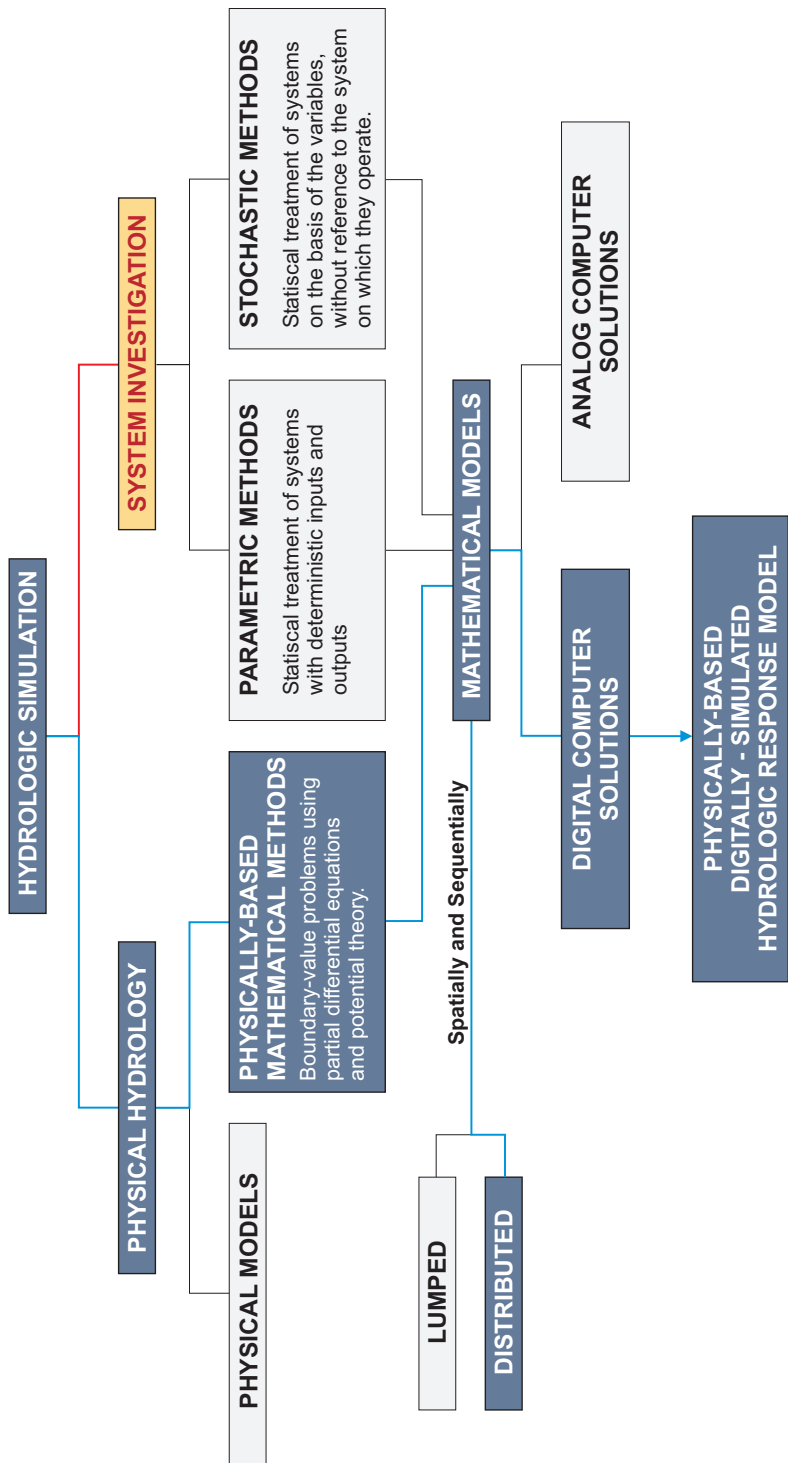 HYDROLOGIC SIMULATION
PHYSICAL HYDROLOGY
SYSTEM INVESTIGATION
PHYSICAL MODELS
PHYSICALLY-BASED
MATHEMATICAL METHODS
Boundary-value problems using
partial differential equations
and potential theory.
PARAMETRIC METHODS
Statiscal treatment of systems
with deterministic inputs and
outputs
STOCHASTIC METHODS
Statiscal treatment of systems
on the basis of the variables,
without reference to the system
on which they operate.
LUMPED
DISTRIBUTED
Spatially and Sequentially
MATHEMATICAL MODELS
DIGITAL COMPUTER
SOLUTIONS
ANALOG COMPUTER
SOLUTIONS
PHYSICALLY-BASED
DIGITALLY - SIMULATED
HYDROLOGIC RESPONSE MODEL